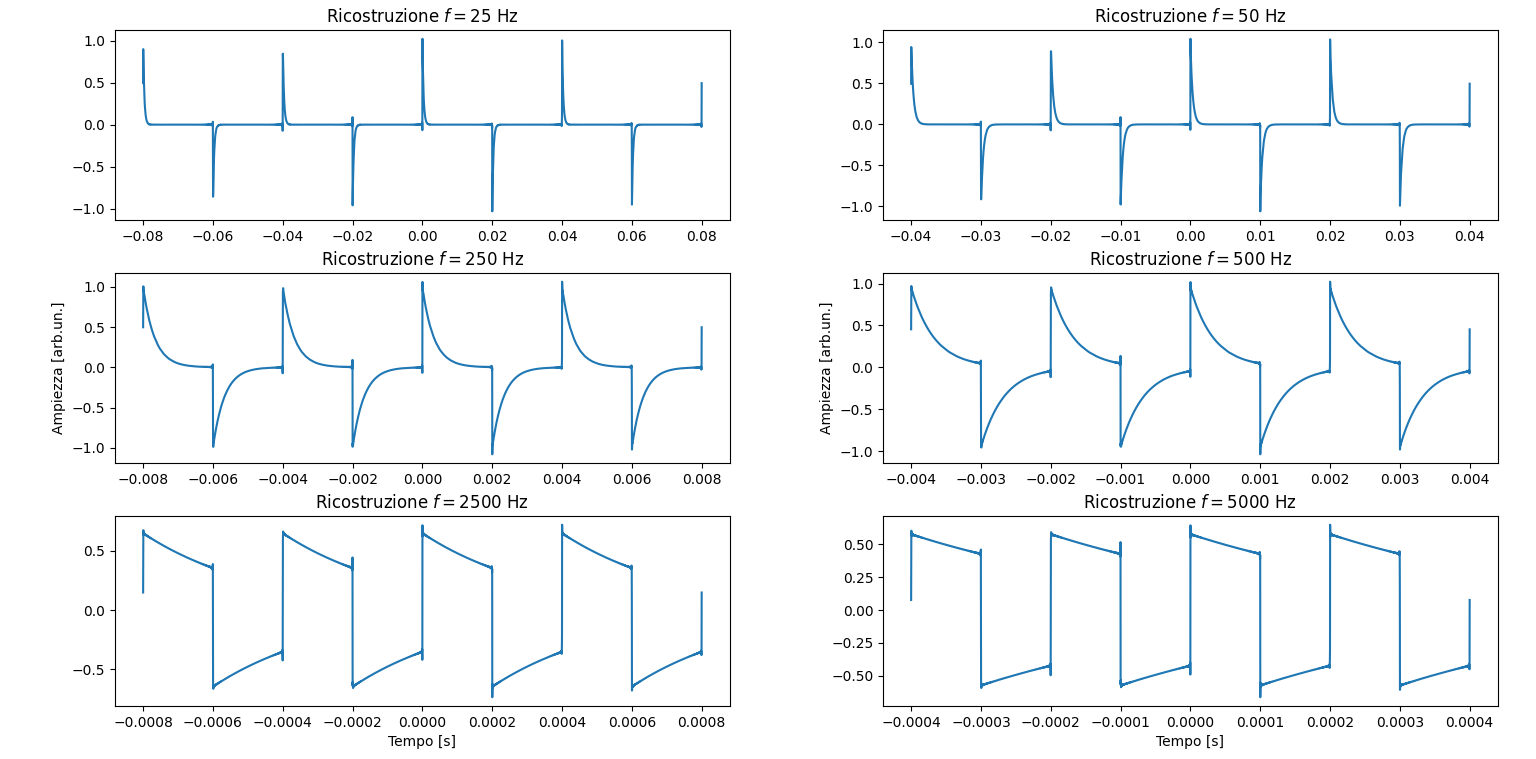 Ricostruzione f = 25 Hz
1.0
0.5
0.0
−0.5
−1.0
−0.08 −0.06 −0.04 −0.02 0.00 0.02 0.04 0.06 0.08
Ricostruzione f = 50 Hz
1.0
0.5
0.0
−0.5
−1.0
−0.04 −0.03 −0.02 −0.01 0.00 0.01 0.02 0.03 0.04
Ricostruzione f = 250 Hz
Ampiezza [arb.un.]
1.0
0.5
0.0
−0.5
−1.0
−0.008 −0.006 −0.004 −0.002 0.000 0.002 0.004 0.006 0.008
Ricostruzione f = 500 Hz
Ampiezza [arb.un.]
1.0
0.5
0.0
−0.5
−1.0
−0.004 −0.003 −0.002 −0.001 0.000 0.001 0.002 0.003 0.004
Ricostruzione f = 2500 Hz
0.5
0.0
−0.5
−0.0008 −0.0006 −0.0004 −0.0002 0.0000 0.0002 0.0004 0.0006 0.0008
Tempo [s]
Ricostruzione f = 5000 Hz
0.50
0.25
0.00
−0.25
−0.50
−0.0004 −0.0003 −0.0002 −0.0001 0.0000 0.0001 0.0002 0.0003 0.0004
Tempo [s]